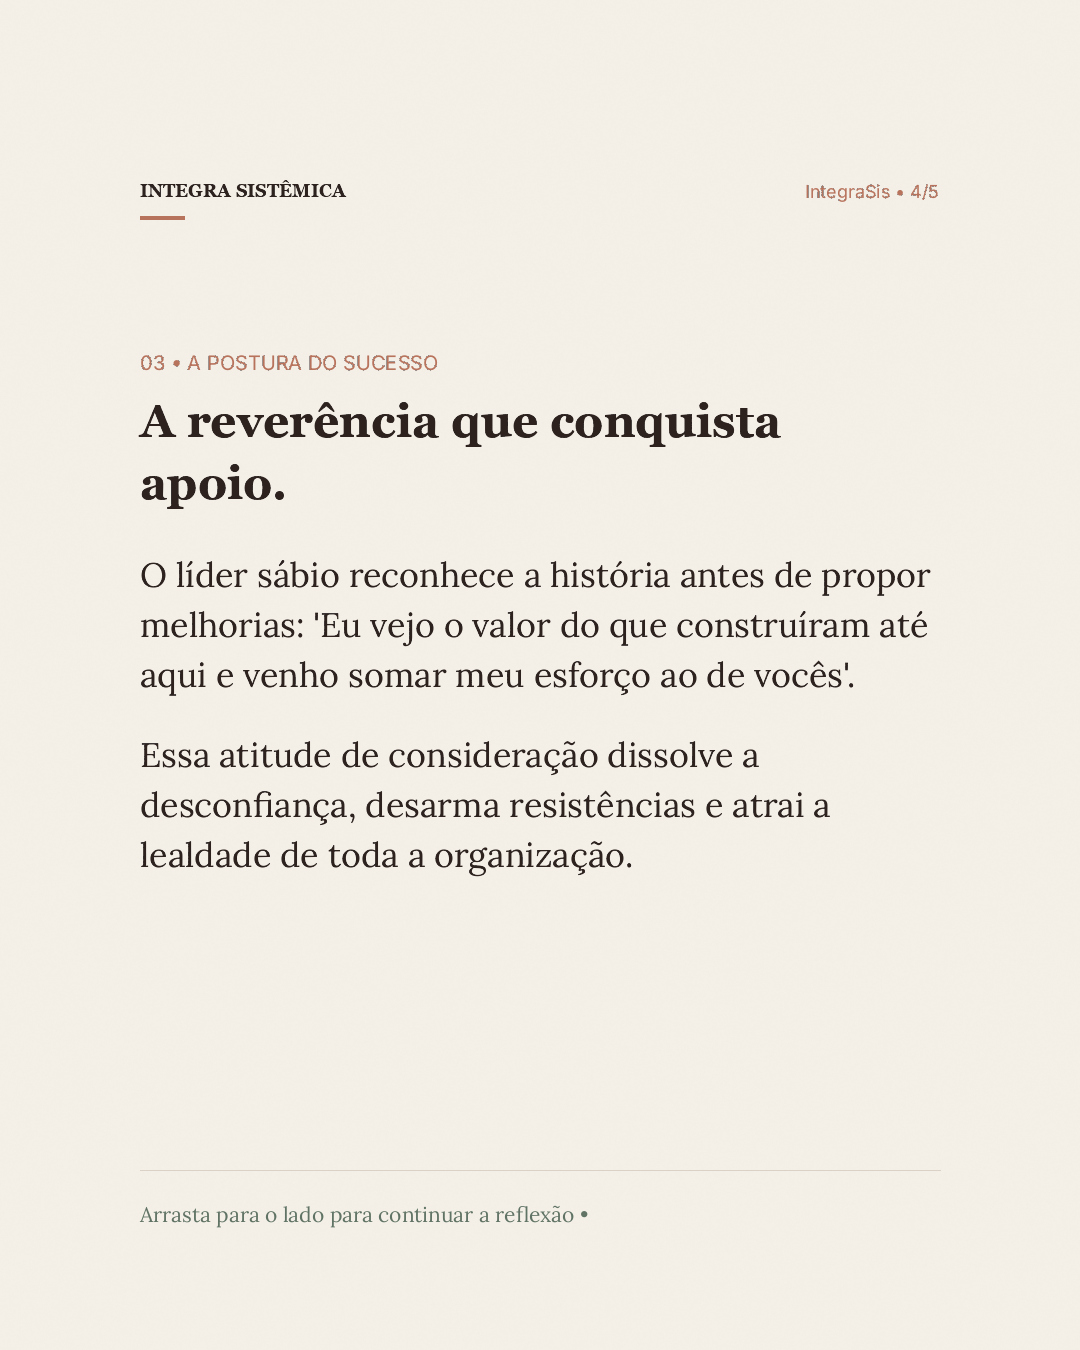 INTEGRA SISTÊMICA
IntegraSis • 4/5
03 • A POSTURA DO SUCESSO
A reverência que conquista
apoio.
O líder sábio reconhece a história antes de propor
melhorias: 'Eu vejo o valor do que construíram até
aqui e venho somar meu esforço ao de vocês'.
Essa atitude de consideração dissolve a
desconfiança, desarma resistências e atrai a
lealdade de toda a organização.
Arrasta para o lado para continuar a reflexão •